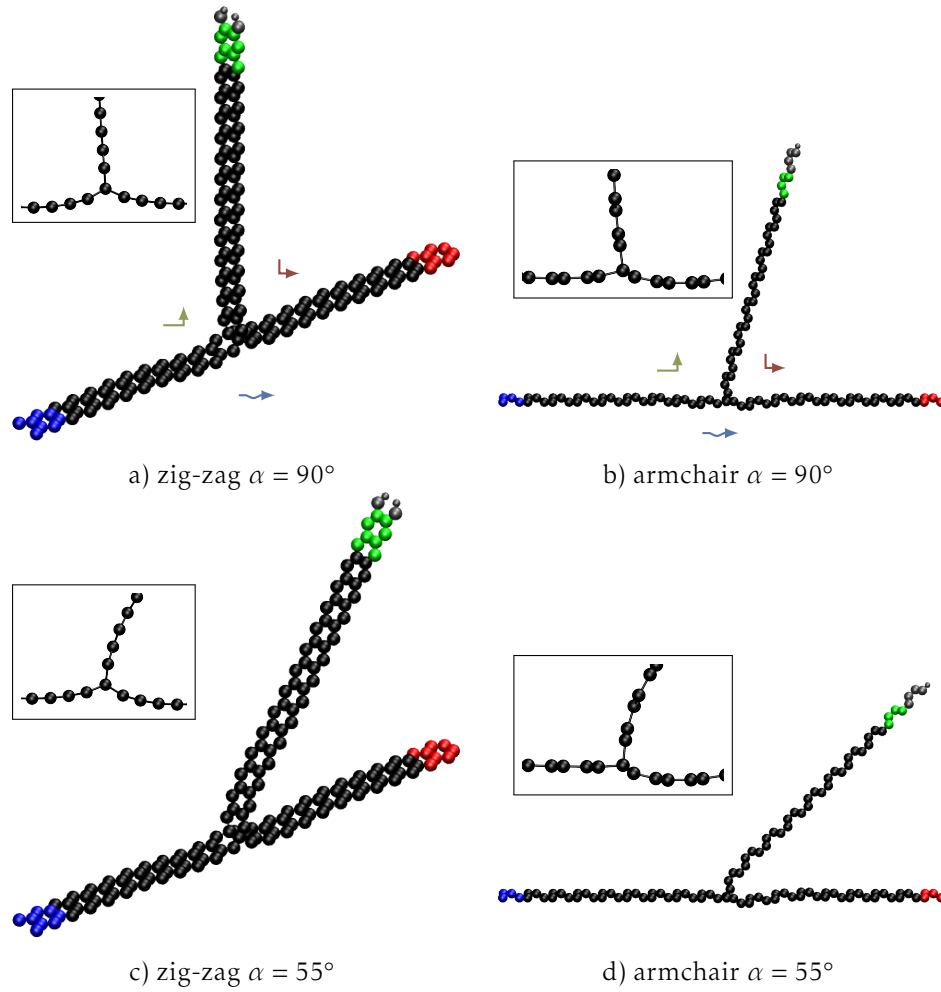 a) zig-zag α = 90°
b) armchair α = 90°
c) zig-zag α = 55°
d) armchair α = 55°